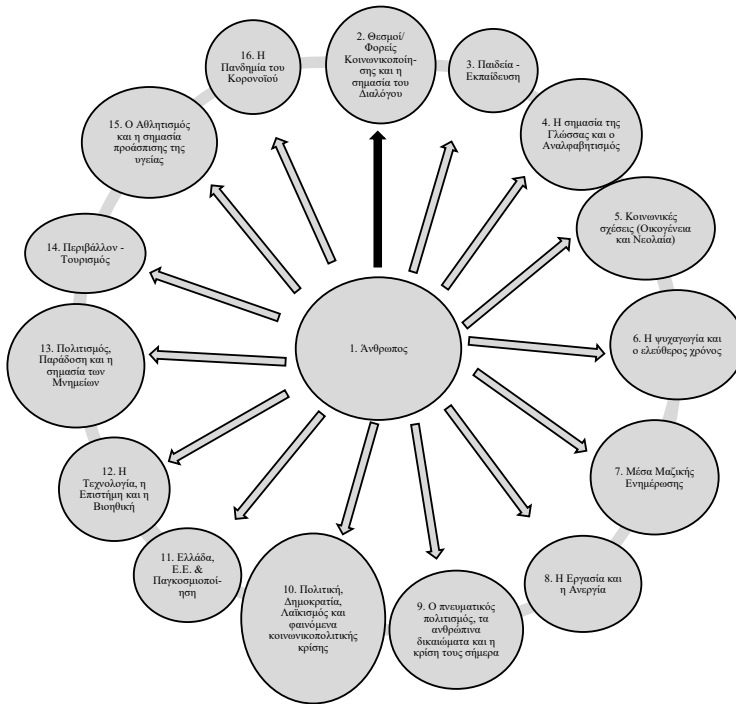 1. Άνθρωπος
2. Θεσμοί/
Φορείς
Κοινωνικοποίη-
σης και η
σημασία του
Διαλόγου
3. Παιδεία -
Εκπαίδευση
4. Η σημασία της
Γλώσσας και ο
Αναλφαβητισμός
5. Κοινωνικές
σχέσεις (Οικογένεια
και Νεολαία)
6. Η ψυχαγωγία και
ο ελεύθερος χρόνος
7. Μέσα Μαζικής
Ενημέρωσης
8. Η Εργασία και
η Ανεργία
9. Ο πνευματικός
πολιτισμός, τα
ανθρώπινα
δικαιώματα και η
κρίση τους σήμερα
10. Πολιτική,
Δημοκρατία,
Λαϊκισμός και
φαινόμενα
κοινωνικοπολιτικής
κρίσης
11. Ελλάδα,
Ε.Ε. &
Παγκοσμιοποί-
ηση
12. Η
Τεχνολογία, η
Επιστήμη και η
Βιοηθική
13. Πολιτισμός,
Παράδοση και η
σημασία των
Μνημείων
14. Περιβάλλον -
Τουρισμός
15. Ο Αθλητισμός
και η σημασία
προάσπισης της
υγείας
16. Η
Πανδημία του
Κορονοϊού